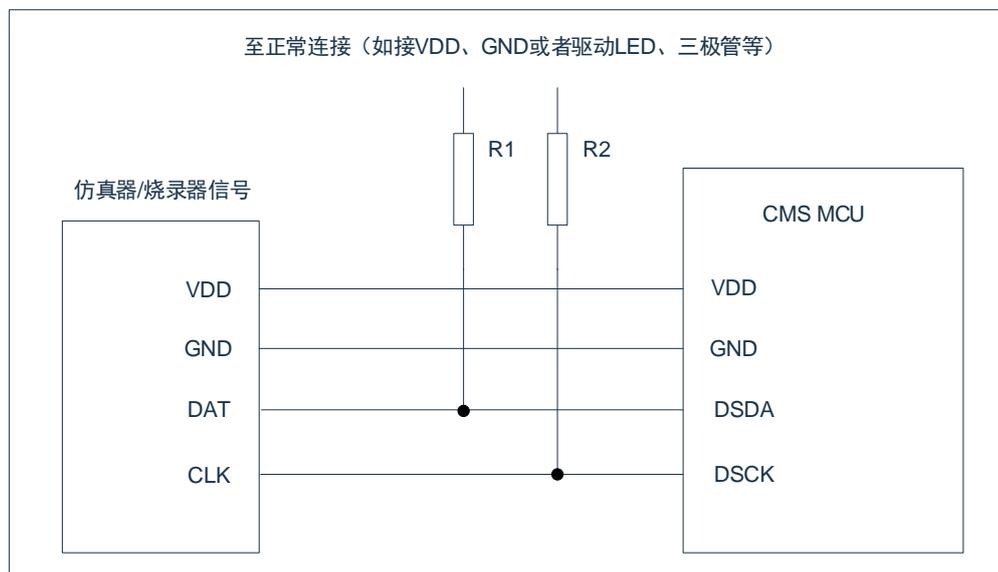 至正常连接（如接VDD、GND或者驱动LED、三极管等）
R1
R2
仿真器/烧录器信号
CMS MCU
VDD
VDD
GND
GND
DAT
DSDA
CLK
DSCK